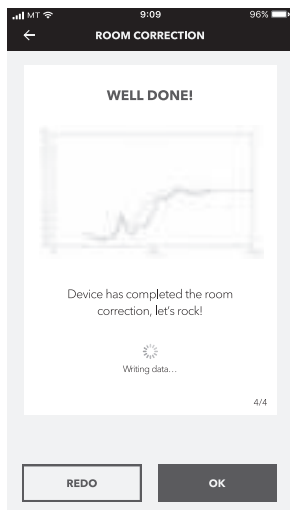 MT 9:09 96%
ROOM CORRECTION
WELL DONE!
Device has completed the room
correction, let's rock!
Writing data...
4/4
REDO OK